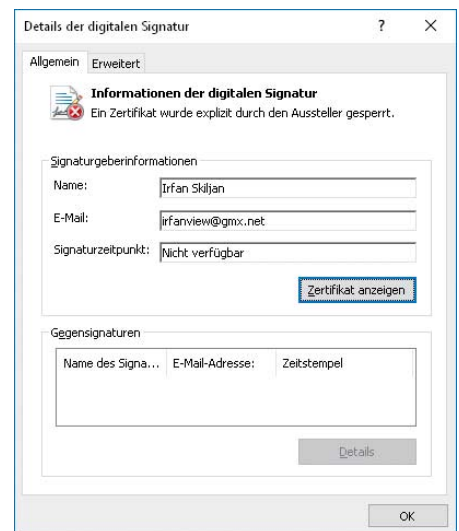 Details der digitalen Signatur
Allgemein
Erweitert
Informationen der digitalen Signatur
Ein Zertifikat wurde explizit durch den Aussteller gesperrt.
Signaturgeberinformationen
Name:
Irfan Skiljan
E-Mail:
irfanview@gmx.net
Signaturzeitpunkt:
Nicht verfügbar
Zertifikat anzeigen
Gegensignaturen
Name des Signa...
E-Mail-Adresse:
Zeitstempel
Details
OK